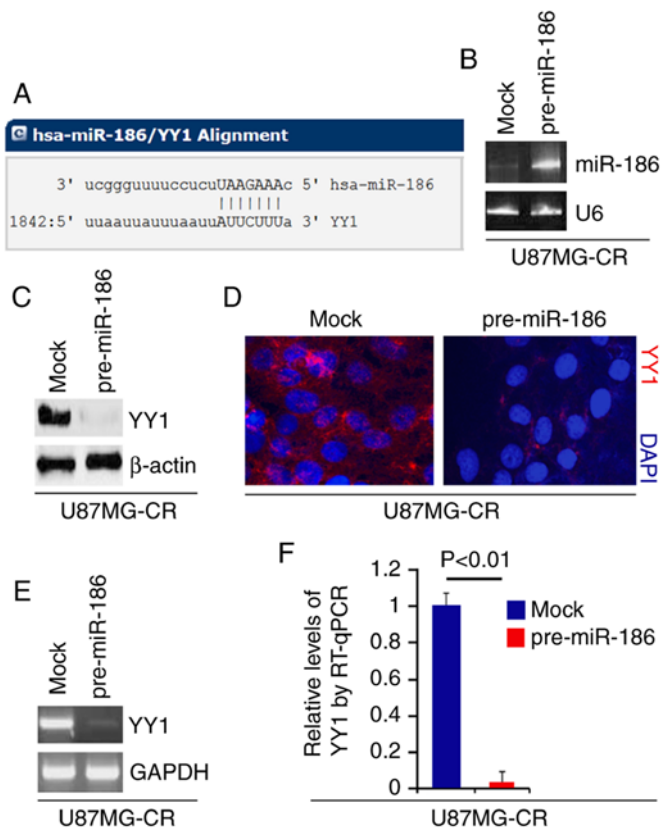 A
hsa-miR-186/YY1 Alignment
3' ucggguuuuccucuUAAGAAAc 5' hsa-miR-186
|||||||
1842:5' uuaauuauuuaauuAUUCUUUa 3' YY1
B
Mock
pre-miR-186
miR-186
U6
U87MG-CR
C
Mock
pre-miR-186
YY1
β-actin
U87MG-CR
D
Mock
pre-miR-186
YY1
DAPI
U87MG-CR
E
Mock
pre-miR-186
YY1
GAPDH
U87MG-CR
F
P<0.01
Relative levels of
YY1 by RT-qPCR
1.2
1
0.8
0.6
0.4
0.2
0
Mock
pre-miR-186
U87MG-CR